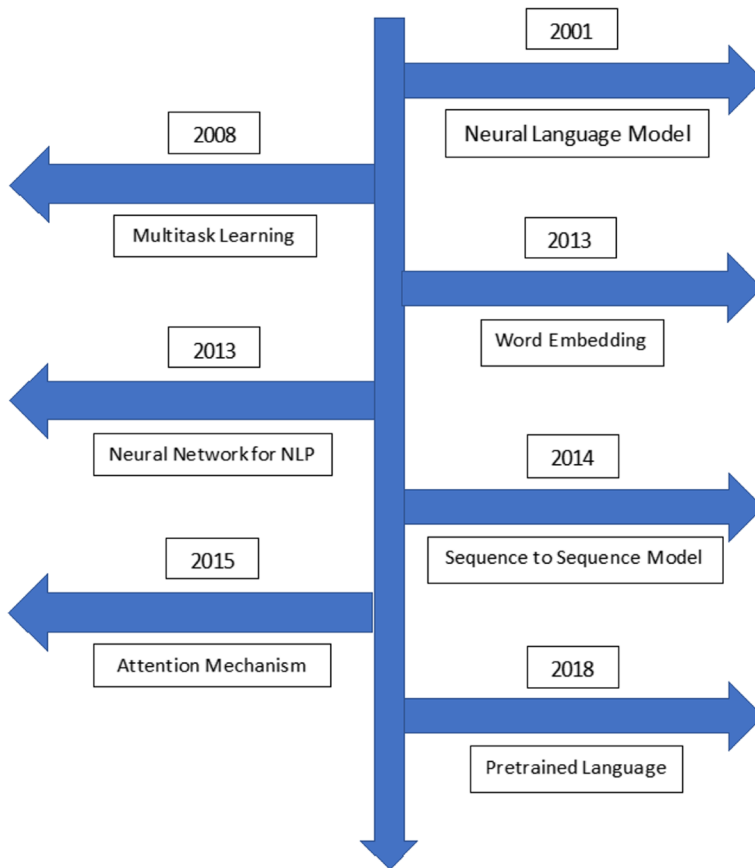 2001
Neural Language Model
2008
Multitask Learning
2013
Word Embedding
2013
Neural Network for NLP
2014
Sequence to Sequence Model
2015
Attention Mechanism
2018
Pretrained Language